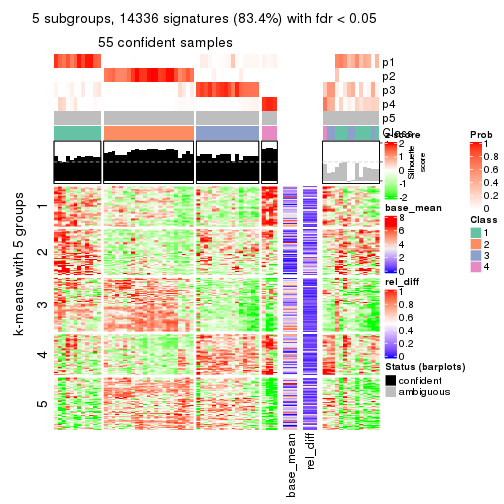 5 subgroups, 14336 signatures (83.4%) with fdr < 0.05
55 confident samples
p1
p2
p3
p4
p5
Class
z-score
2
1
0
-1
-2
Silhouette
score
Prob
1
0.8
0.6
0.4
0.2
0
base_mean
8
6
4
2
0
Class
1
2
3
4
rel_diff
1
0.8
0.6
0.4
0.2
0
Status (barplots)
confident
ambiguous
k-means with 5 groups
1
2
3
4
5
base_mean
rel_diff